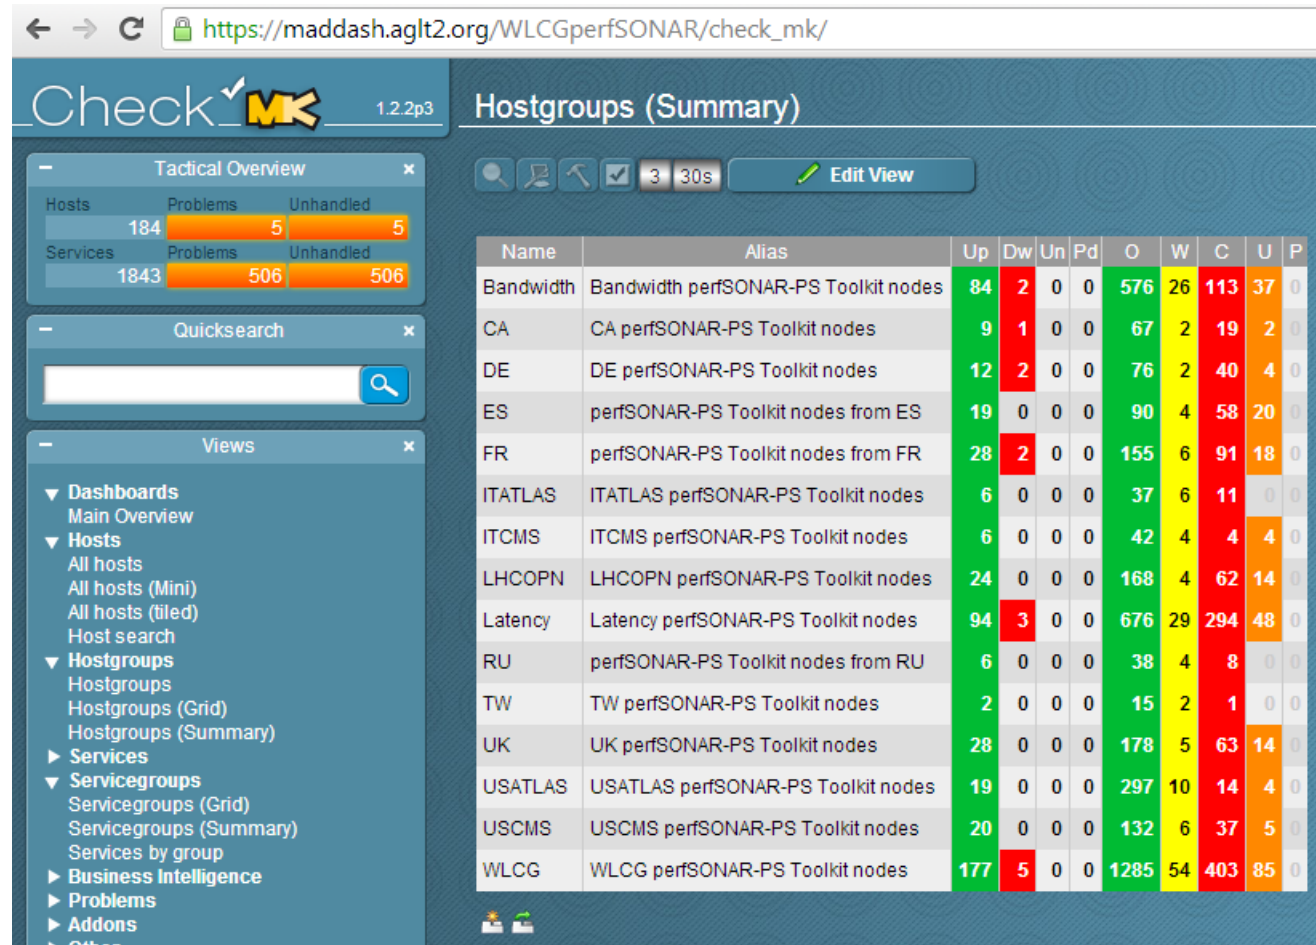 https://maddash.aglt2.org/WLCGperfSONAR/check_mk/
Check MK 1.2.2p3
Tactical Overview
Hosts Problems Unhandled
184 5 5
Services Problems Unhandled
1843 506 506
Quicksearch
Views
Dashboards
Main Overview
Hosts
All hosts
All hosts (Mini)
All hosts (tiled)
Host search
Hostgroups
Hostgroups
Hostgroups (Grid)
Hostgroups (Summary)
Services
Servicegroups
Servicegroups (Grid)
Servicegroups (Summary)
Services by group
Business Intelligence
Problems
Addons
Other
Hostgroups (Summary)
3 30s Edit View
Name Alias Up Dw Un Pd O W C U P
Bandwidth Bandwidth perfSONAR-PS Toolkit nodes 84 2 0 0 576 26 113 37 0
CA CA perfSONAR-PS Toolkit nodes 9 1 0 0 67 2 19 2 0
DE DE perfSONAR-PS Toolkit nodes 12 2 0 0 76 2 40 4 0
ES perfSONAR-PS Toolkit nodes from ES 19 0 0 0 90 4 58 20 0
FR perfSONAR-PS Toolkit nodes from FR 28 2 0 0 155 6 91 18 0
ITATLAS ITATLAS perfSONAR-PS Toolkit nodes 6 0 0 0 37 6 11 0 0
ITCMS ITCMS perfSONAR-PS Toolkit nodes 6 0 0 0 42 4 4 4 0
LHCOPN LHCOPN perfSONAR-PS Toolkit nodes 24 0 0 0 168 4 62 14 0
Latency Latency perfSONAR-PS Toolkit nodes 94 3 0 0 676 29 294 48 0
RU perfSONAR-PS Toolkit nodes from RU 6 0 0 0 38 4 8 0 0
TW TW perfSONAR-PS Toolkit nodes 2 0 0 0 15 2 1 0 0
UK UK perfSONAR-PS Toolkit nodes 28 0 0 0 178 5 63 14 0
USATLAS USATLAS perfSONAR-PS Toolkit nodes 19 0 0 0 297 10 14 4 0
USCMS USCMS perfSONAR-PS Toolkit nodes 20 0 0 0 132 6 37 5 0
WLCG WLCG perfSONAR-PS Toolkit nodes 177 5 0 0 1285 54 403 85 0